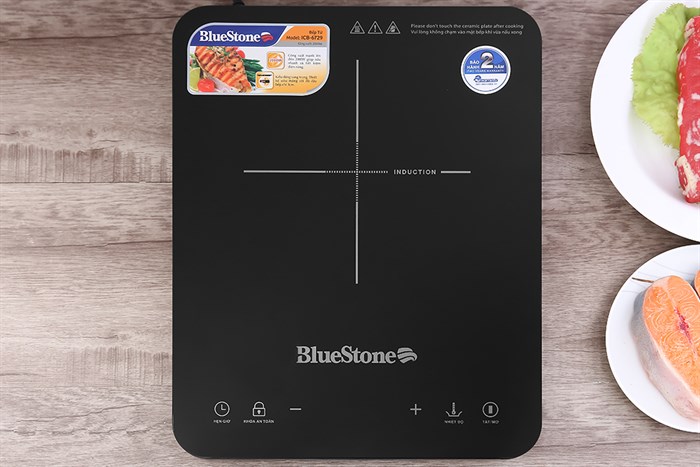 BlueStone
Bếp Từ
Model: ICB-6729
Please don't touch the ceramic plate after cooking
Vui lòng không chạm vào mặt bếp khi vừa nấu xong
BẢO HÀNH 2 NĂM
INDUCTION
BlueStone
HẸN GIỜ
KHÓA AN TOÀN
NHIỆT ĐỘ
TẮT/MỞ